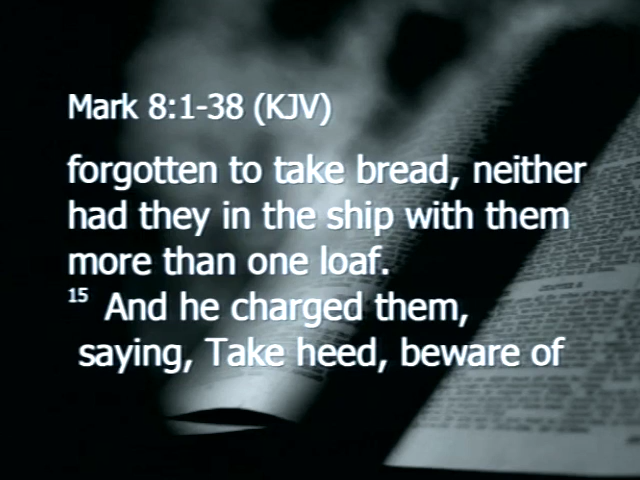 Mark 8:1-38 (KJV)
forgotten to take bread, neither
had they in the ship with them
more than one loaf.
15 And he charged them,
saying, Take heed, beware of